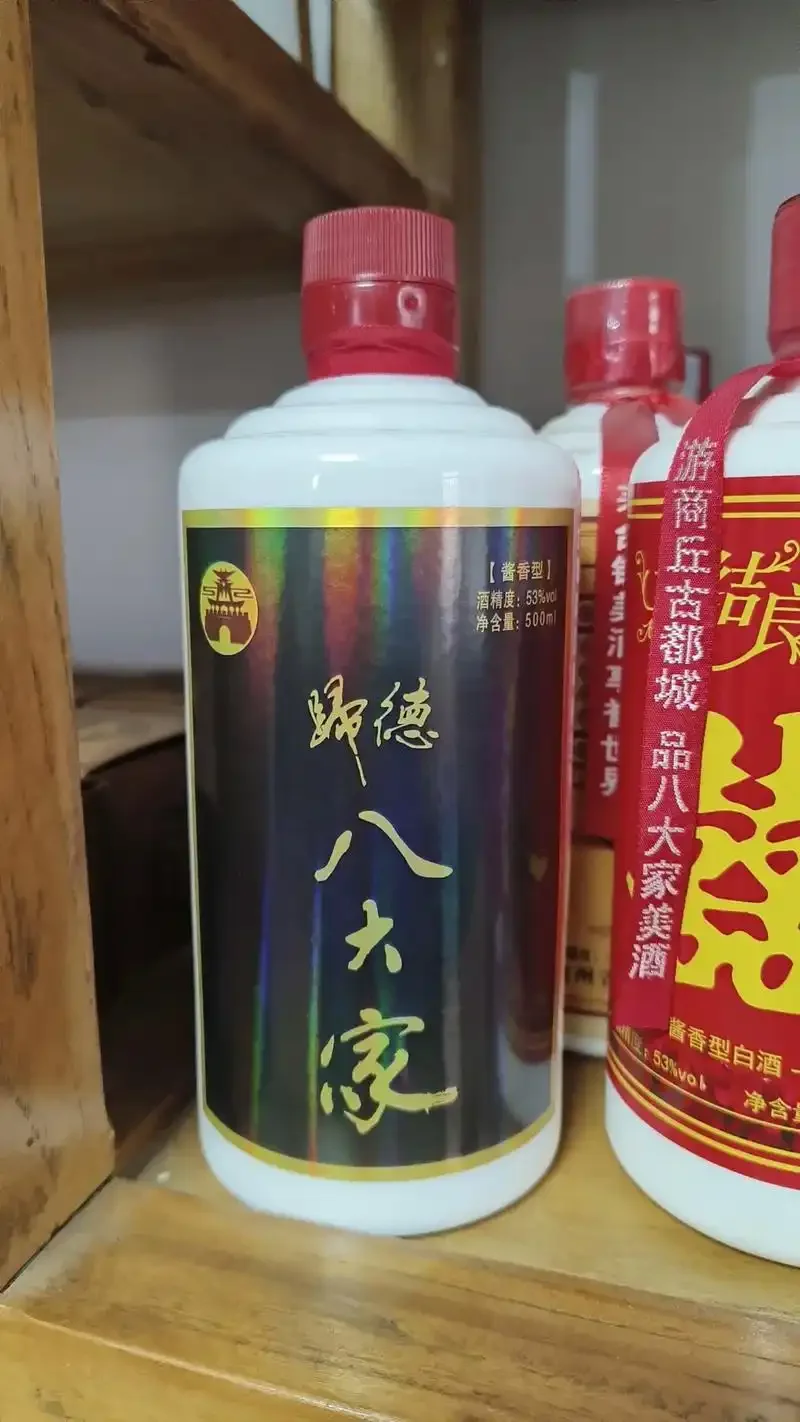 【酱香型】
酒精度：53%vol
净含量：500ml
歸德
八
大
家
游商丘古都城 品八大家美酒
酱香型白酒
53%vol
净含